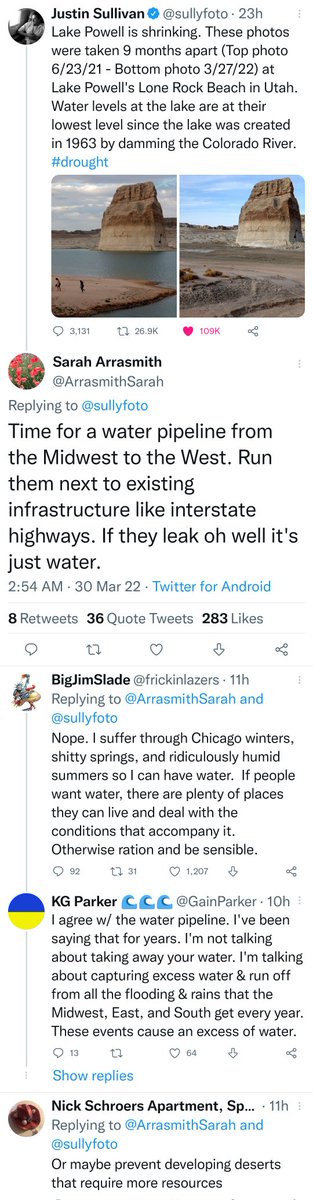 Justin Sullivan @sullyfoto · 23h
Lake Powell is shrinking. These photos
were taken 9 months apart (Top photo
6/23/21 - Bottom photo 3/27/22) at
Lake Powell's Lone Rock Beach in Utah.
Water levels at the lake are at their
lowest level since the lake was created
in 1963 by damming the Colorado River.
#drought
3,131 26.9K 109K
Sarah Arrasmith
@ArrasmithSarah
Replying to @sullyfoto
Time for a water pipeline from
the Midwest to the West. Run
them next to existing
infrastructure like interstate
highways. If they leak oh well it's
just water.
2:54 AM · 30 Mar 22 · Twitter for Android
8 Retweets 36 Quote Tweets 283 Likes
BigJimSlade @frickinlazers · 11h
Replying to @ArrasmithSarah and
@sullyfoto
Nope. I suffer through Chicago winters,
shitty springs, and ridiculously humid
summers so I can have water. If people
want water, there are plenty of places
they can live and deal with the
conditions that accompany it.
Otherwise ration and be sensible.
92 31 1,207
KG Parker 🌊🌊🌊 @GainParker · 10h
I agree w/ the water pipeline. I've been
saying that for years. I'm not talking
about taking away your water. I'm talking
about capturing excess water & run off
from all the flooding & rains that the
Midwest, East, and South get every year.
These events cause an excess of water.
13 64
Show replies
Nick Schroers Apartment, Sp... · 11h
Replying to @ArrasmithSarah and
@sullyfoto
Or maybe prevent developing deserts
that require more resources